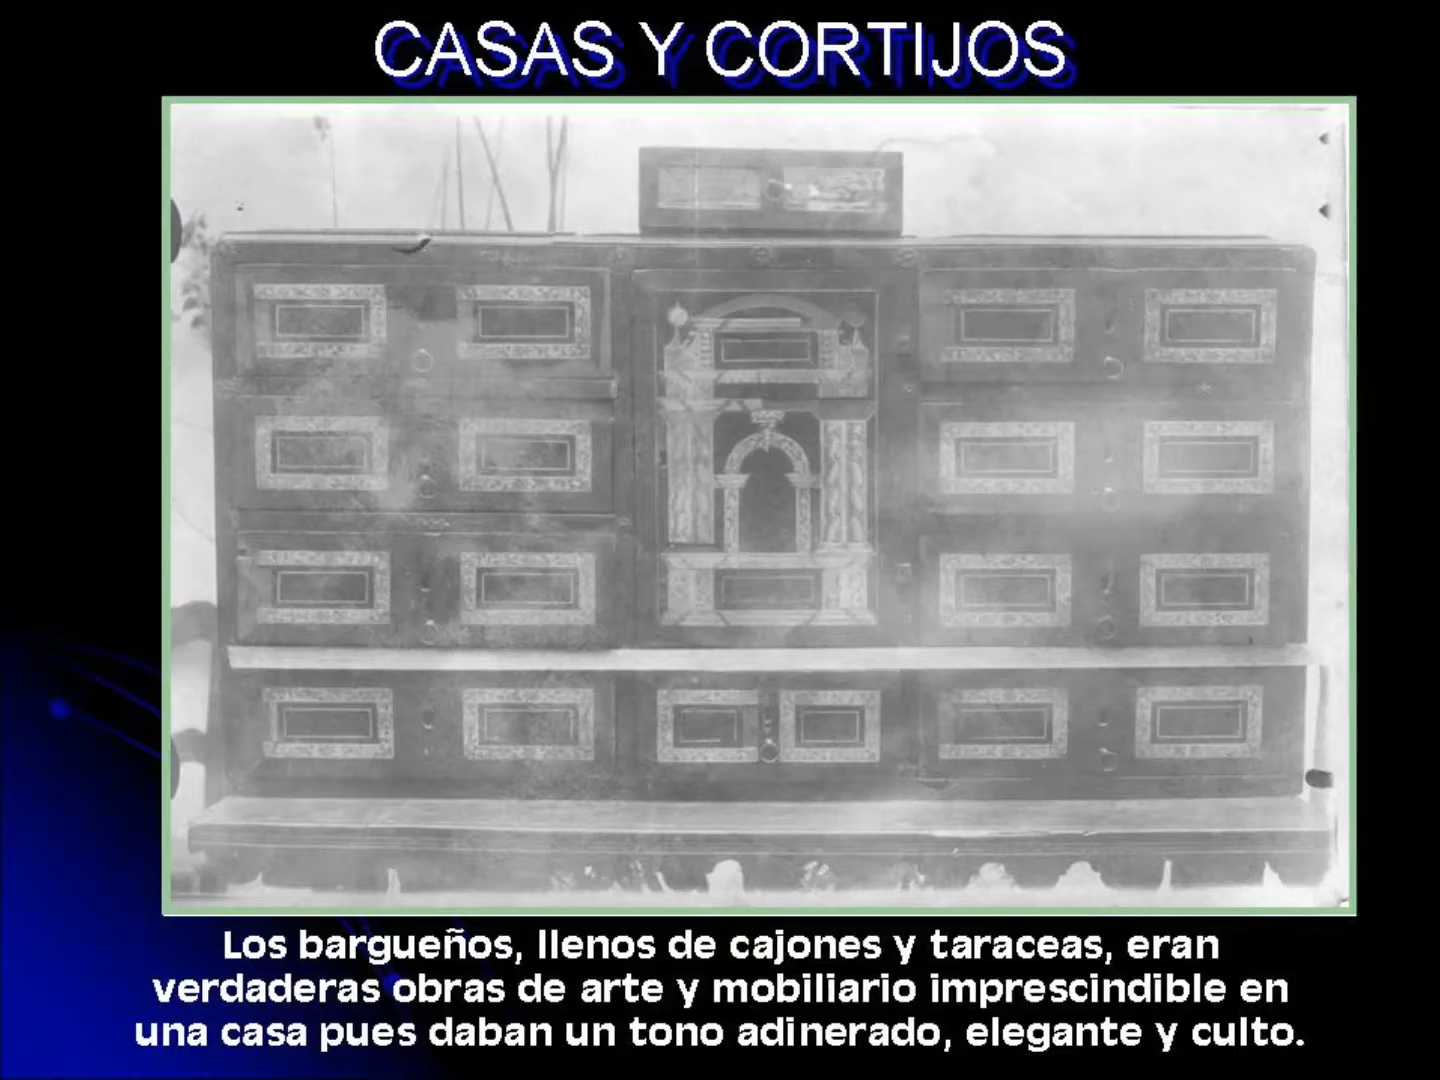 CASAS Y CORTIJOS
Los bargueños, llenos de cajones y taraceas, eran
verdaderas obras de arte y mobiliario imprescindible en
una casa pues daban un tono adinerado, elegante y culto.